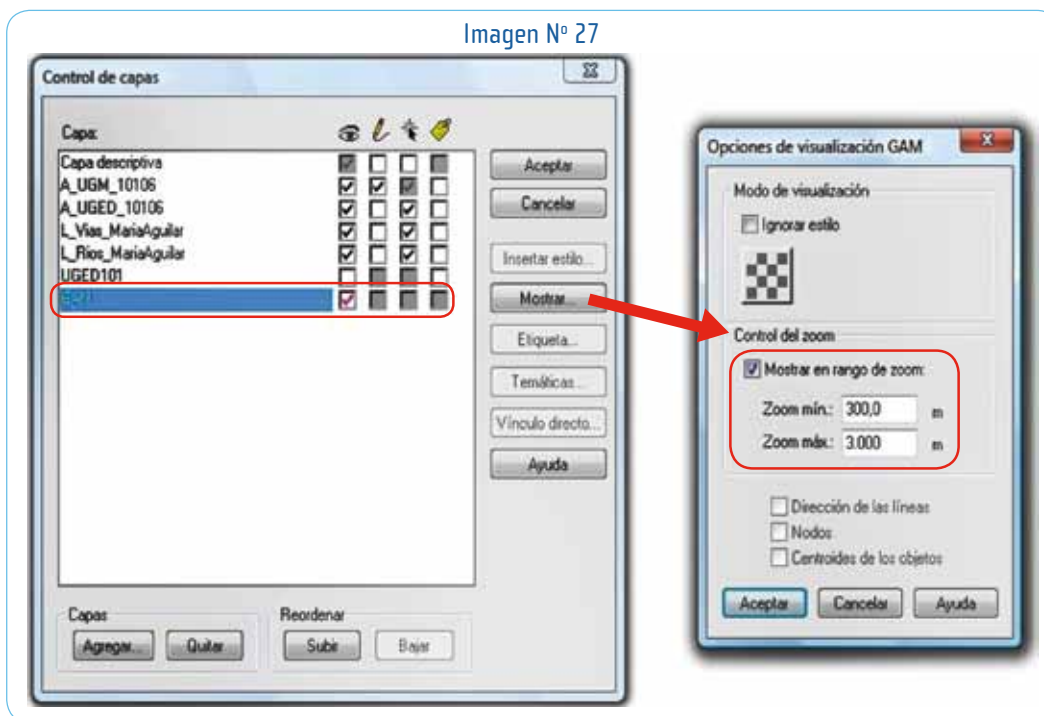 Imagen Nº 27
Control de capas
Capa:
Capa descriptiva
A_UGM_10106
A_UGED_10106
L_Vias_MariaAguilar
L_Rios_MariaAguilar
UGED101
Aceptar
Cancelar
Insertar estilo...
Mostrar...
Etiqueta...
Temáticas...
Vínculo directo...
Ayuda
Capas
Agregar...
Quitar
Reordenar
Subir
Bajar
Opciones de visualización GAM
Modo de visualización
Ignorar estilo
Control del zoom
Mostrar en rango de zoom:
Zoom mín.: 300,0 m
Zoom máx.: 3.000 m
Dirección de las líneas
Nodos
Centroides de los objetos
Aceptar Cancelar Ayuda